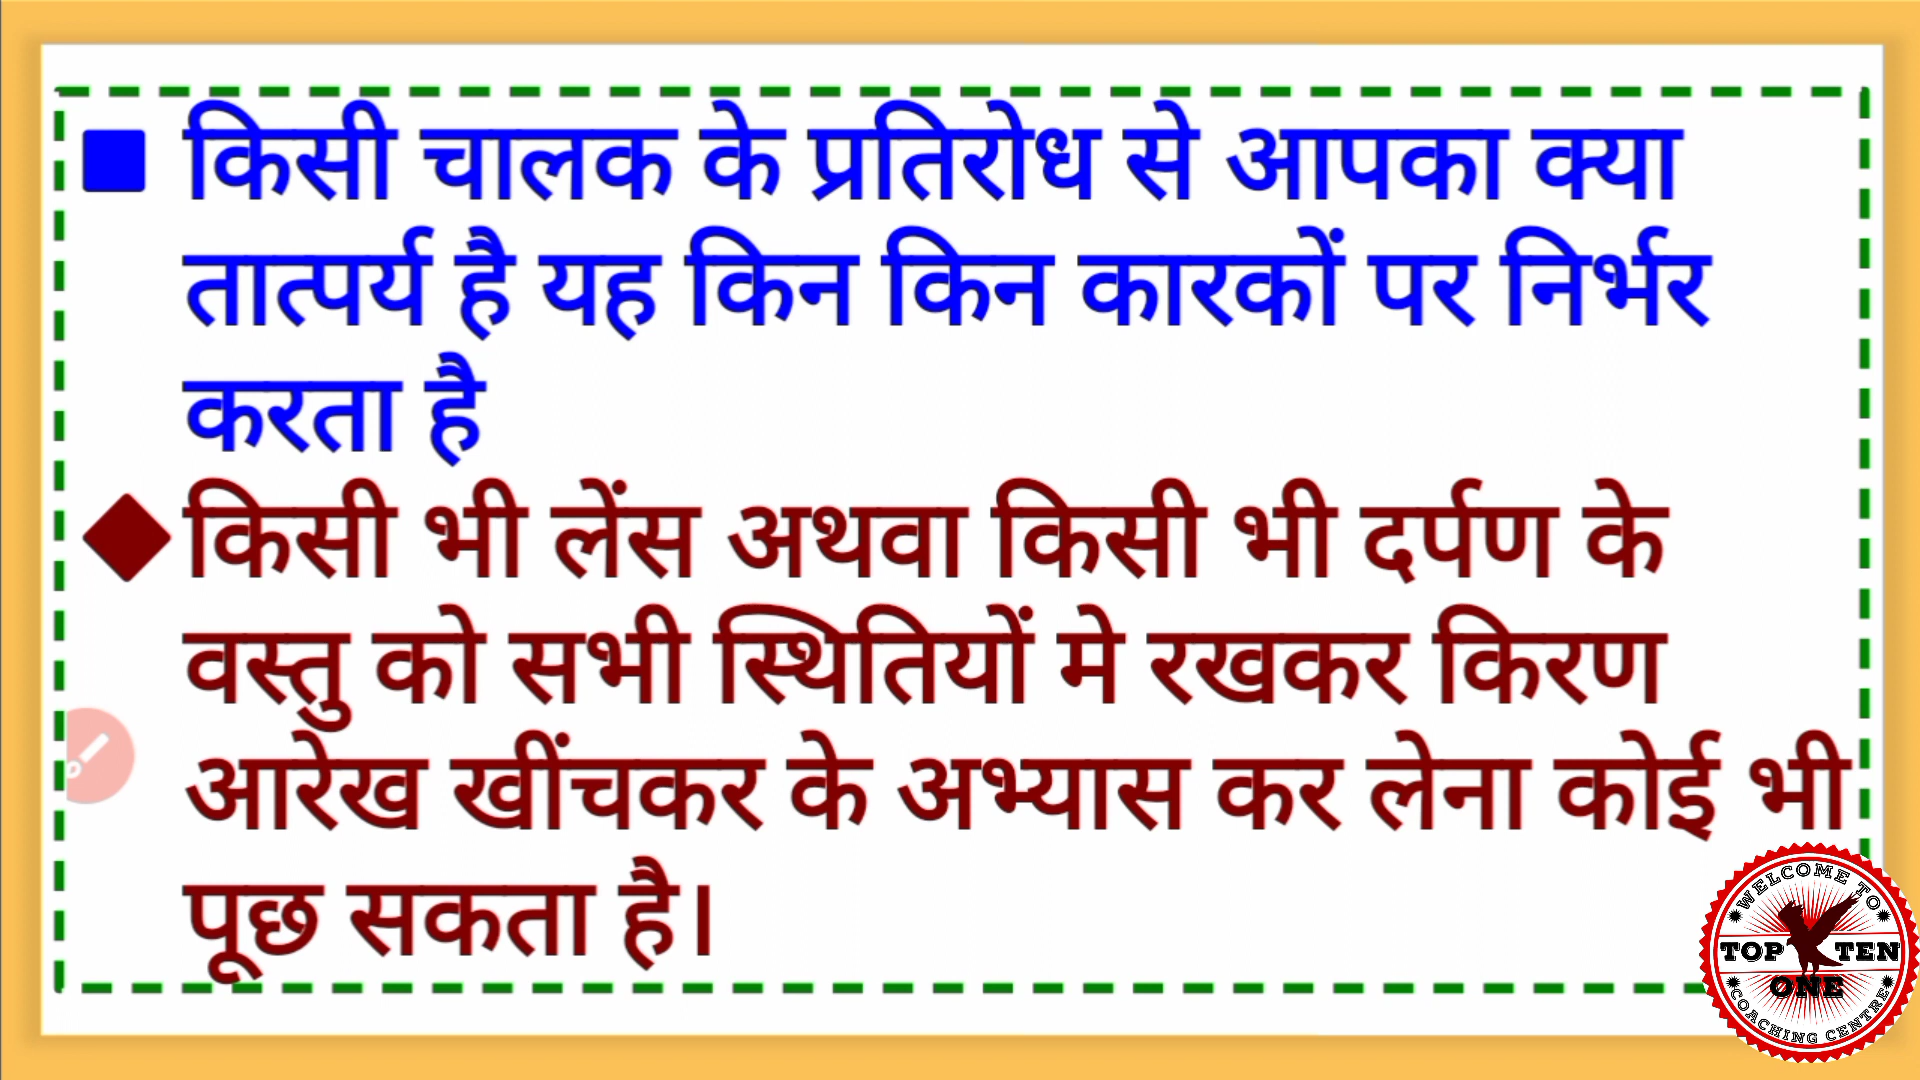 किसी चालक के प्रतिरोध से आपका क्या
तात्पर्य है यह किन किन कारकों पर निर्भर
करता है
किसी भी लेंस अथवा किसी भी दर्पण के
वस्तु को सभी स्थितियों मे रखकर किरण
आरेख खींचकर के अभ्यास कर लेना कोई भी
पूछ सकता है।
WELCOME TO
TOP TEN
ONE
COACHING CENTRE